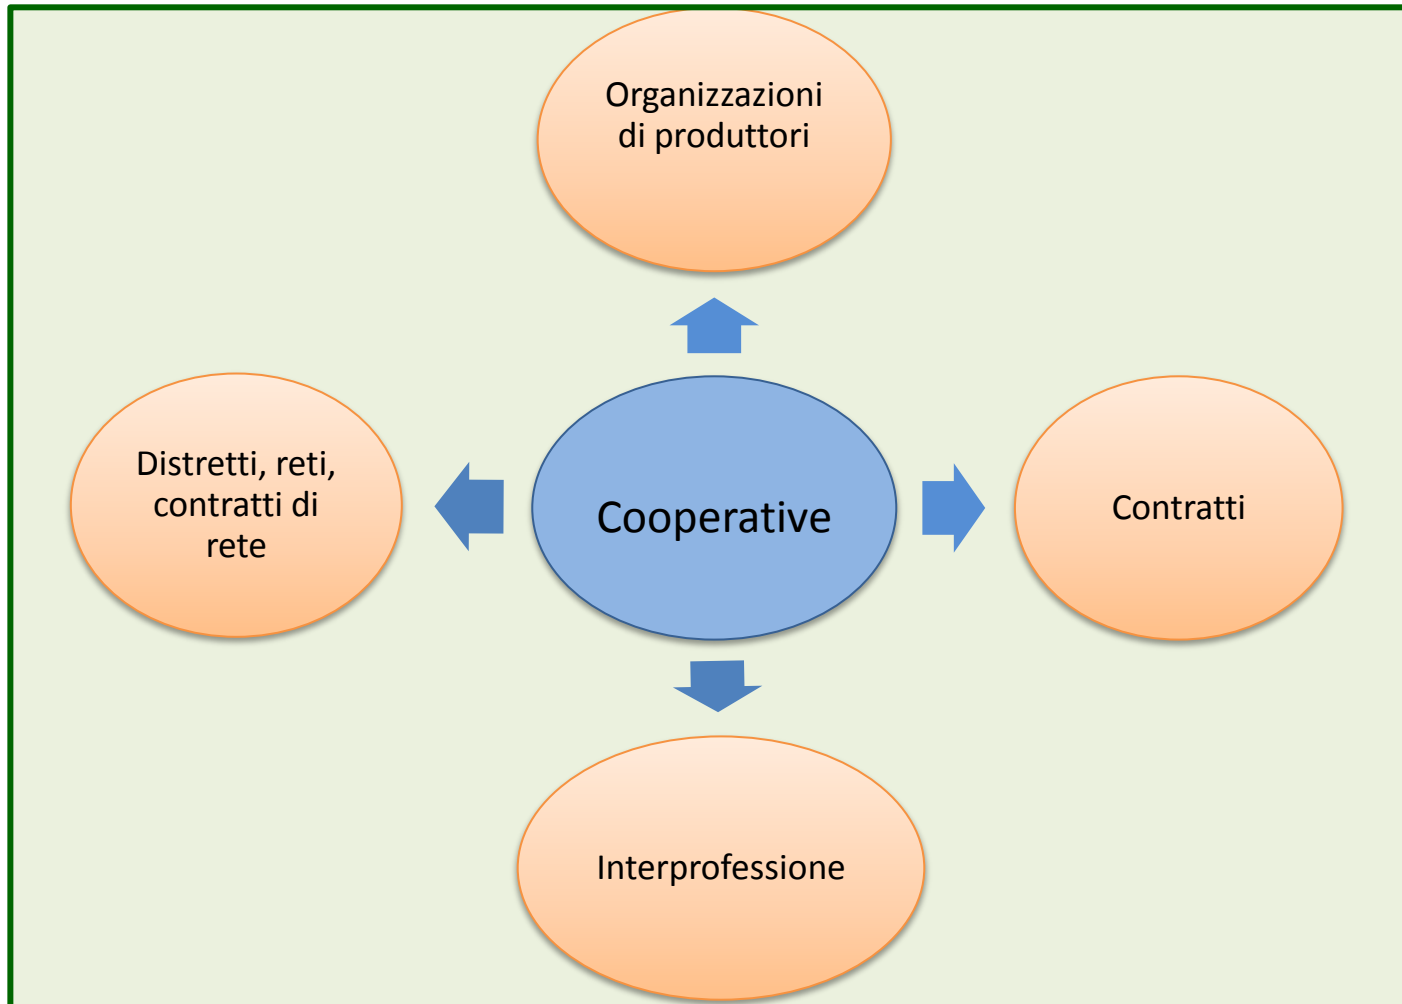 Organizzazioni
di produttori
Distretti, reti,
contratti di
rete
Cooperative
Contratti
Interprofessione